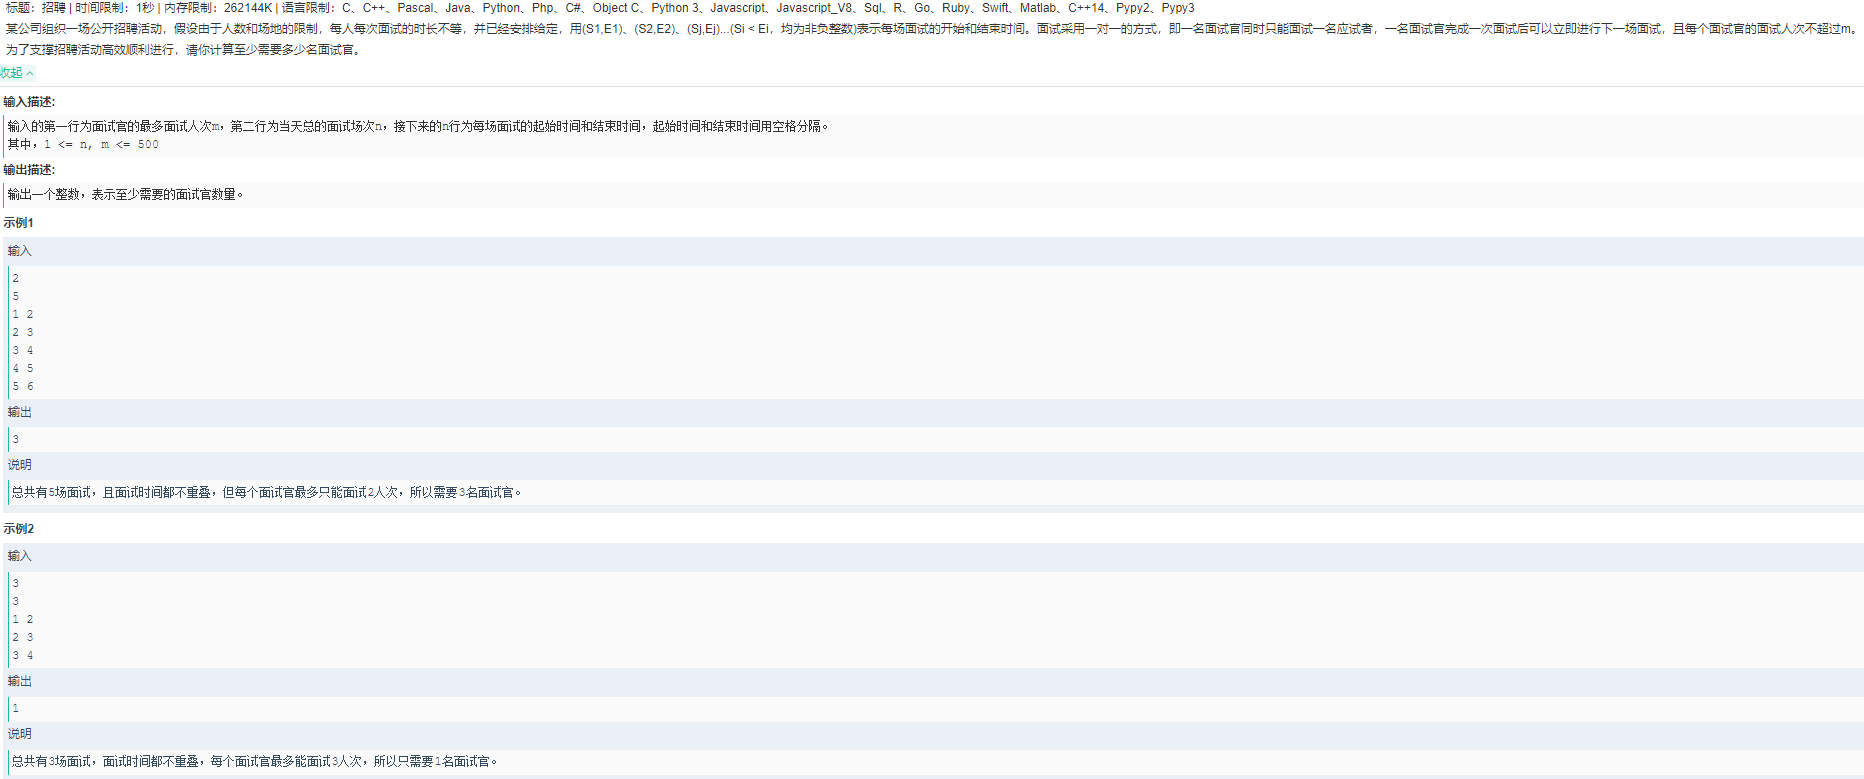 标题：招聘 | 时间限制：1秒 | 内存限制：262144K | 语言限制：C、C++、Pascal、Java、Python、Php、C#、Object C、Python 3、Javascript、Javascript_V8、Sql、R、Go、Ruby、Swift、Matlab、C++14、Pypy2、Pypy3
某公司组织一场公开招聘活动，假设由于人数和场地的限制，每人每次面试的时长不等，并已经安排给定，用(S1,E1)、(S2,E2)、(Sj,Ej)...(Si < Ei，均为非负整数)表示每场面试的开始和结束时间。面试采用一对一的方式，即一名面试官同时只能面试一名应试者，一名面试官完成一次面试后可以立即进行下一场面试，且每个面试官的面试人次不超过m。
为了支撑招聘活动高效顺利进行，请你计算至少需要多少名面试官。
收起
输入描述:
输入的第一行为面试官的最多面试人次m，第二行为当天总的面试场次n，接下来的n行为每场面试的起始时间和结束时间，起始时间和结束时间用空格分隔。
其中，1 <= n, m <= 500
输出描述:
输出一个整数，表示至少需要的面试官数量。
示例1
输入
2
5
1 2
2 3
3 4
4 5
5 6
输出
3
说明
总共有5场面试，且面试时间都不重叠，但每个面试官最多只能面试2人次，所以需要3名面试官。
示例2
输入
3
3
1 2
2 3
3 4
输出
1
说明
总共有3场面试，面试时间都不重叠，每个面试官最多能面试3人次，所以只需要1名面试官。